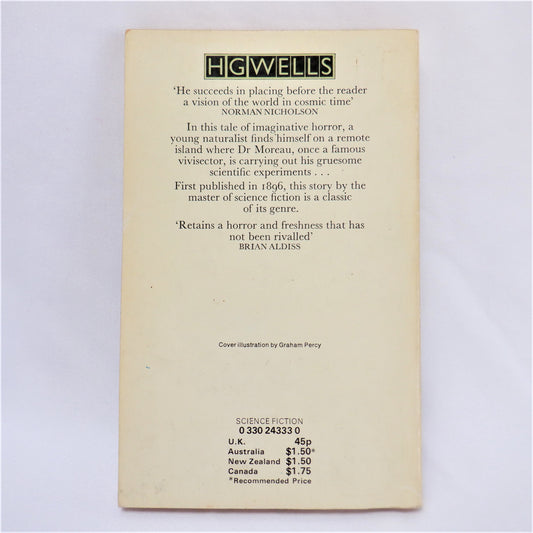 HGWELLS
‘He succeeds in placing before the reader
a vision of the world in cosmic time’
NORMAN NICHOLSON
In this tale of imaginative horror, a
young naturalist finds himself on a remote
island where Dr Moreau, once a famous
vivisector, is carrying out his gruesome
scientific experiments . . .
First published in 1896, this story by the
master of science fiction is a classic
of its genre.
‘Retains a horror and freshness that has
not been rivalled’
BRIAN ALDISS
Cover illustration by Graham Percy
SCIENCE FICTION
0 330 24333 0
U.K. 45p
Australia $1.50*
New Zealand $1.50
Canada $1.75
*Recommended Price